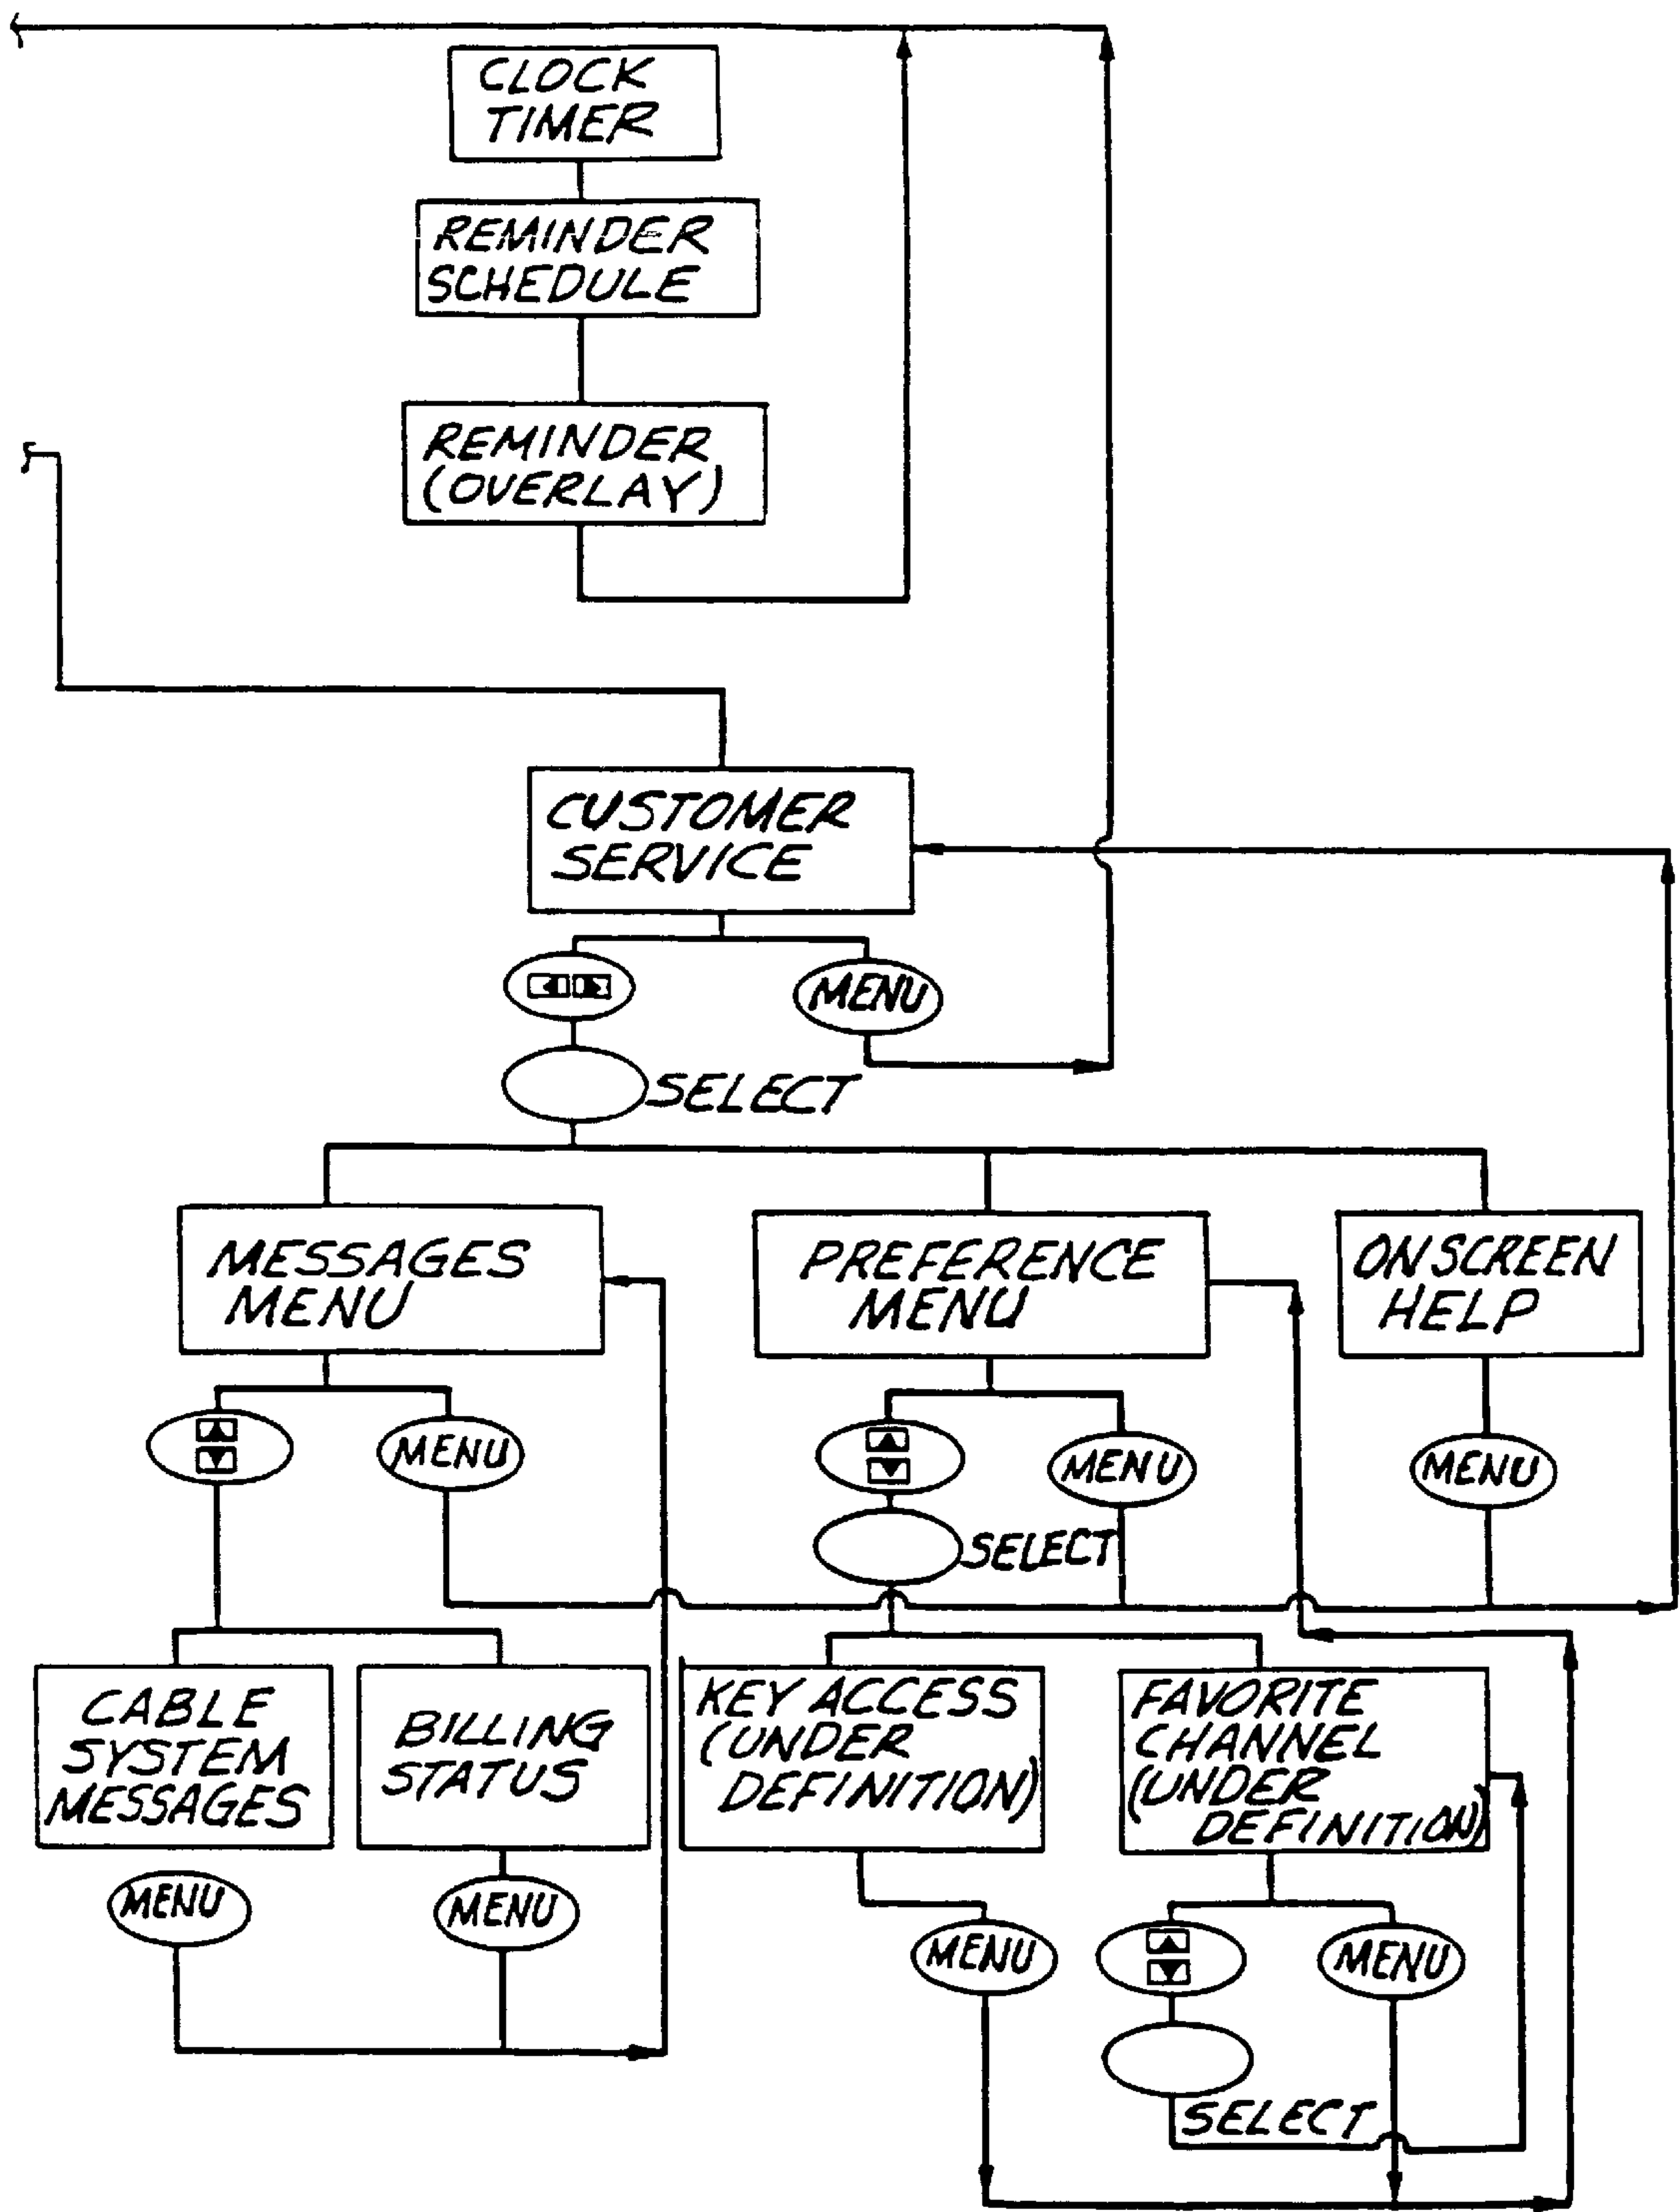 CLOCK
TIMER
REMINDER
SCHEDULE
REMINDER
(OVERLAY)
CUSTOMER
SERVICE
MENU
SELECT
MESSAGES
MENU
PREFERENCE
MENU
ON SCREEN
HELP
MENU
MENU
MENU
SELECT
CABLE
SYSTEM
MESSAGES
BILLING
STATUS
KEY ACCESS
(UNDER
DEFINITION)
FAVORITE
CHANNEL
(UNDER
DEFINITION)
MENU
MENU
MENU
MENU
SELECT